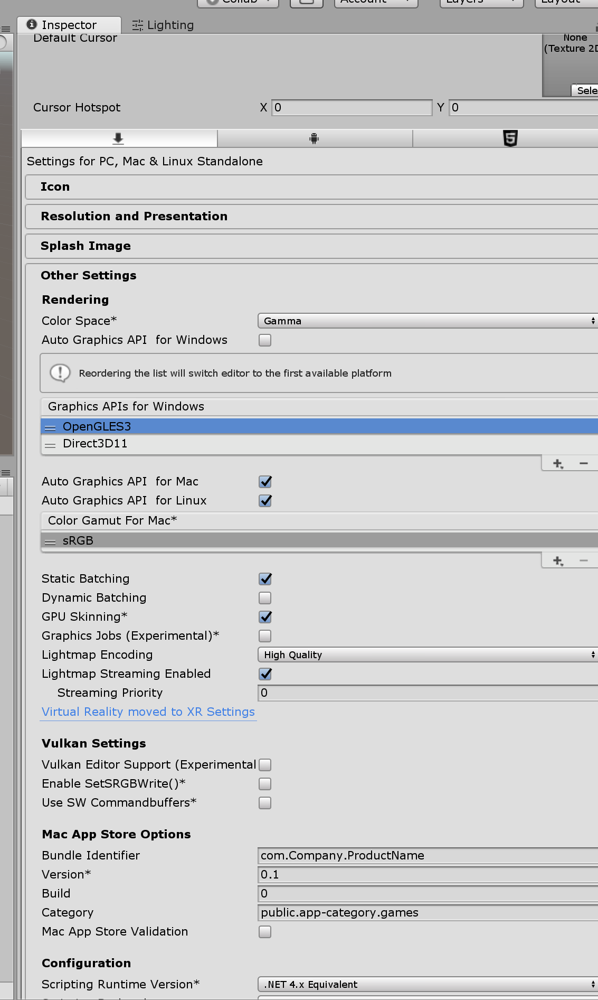 Collab
Account
Layers
Layout
Inspector
Lighting
Default Cursor
None
(Texture 2D
Sele
Cursor Hotspot
X 0
Y 0
Settings for PC, Mac & Linux Standalone
Icon
Resolution and Presentation
Splash Image
Other Settings
Rendering
Color Space* Gamma
Auto Graphics API  for Windows
Reordering the list will switch editor to the first available platform
Graphics APIs for Windows
OpenGLES3
Direct3D11
Auto Graphics API  for Mac
Auto Graphics API  for Linux
Color Gamut For Mac*
sRGB
Static Batching
Dynamic Batching
GPU Skinning*
Graphics Jobs (Experimental)*
Lightmap Encoding High Quality
Lightmap Streaming Enabled
Streaming Priority 0
Virtual Reality moved to XR Settings
Vulkan Settings
Vulkan Editor Support (Experimental
Enable SetSRGBWrite()*
Use SW Commandbuffers*
Mac App Store Options
Bundle Identifier com.Company.ProductName
Version* 0.1
Build 0
Category public.app-category.games
Mac App Store Validation
Configuration
Scripting Runtime Version* .NET 4.x Equivalent